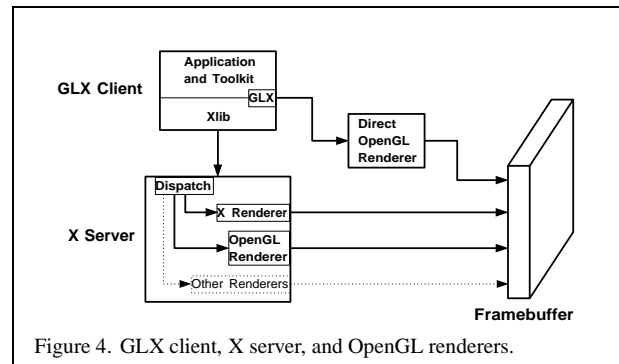 Application
and Toolkit
GLX Client
GLX
Xlib
Direct
OpenGL
Renderer
Dispatch
X Renderer
X Server
OpenGL
Renderer
Other Renderers
Framebuffer
Figure 4. GLX client, X server, and OpenGL renderers.